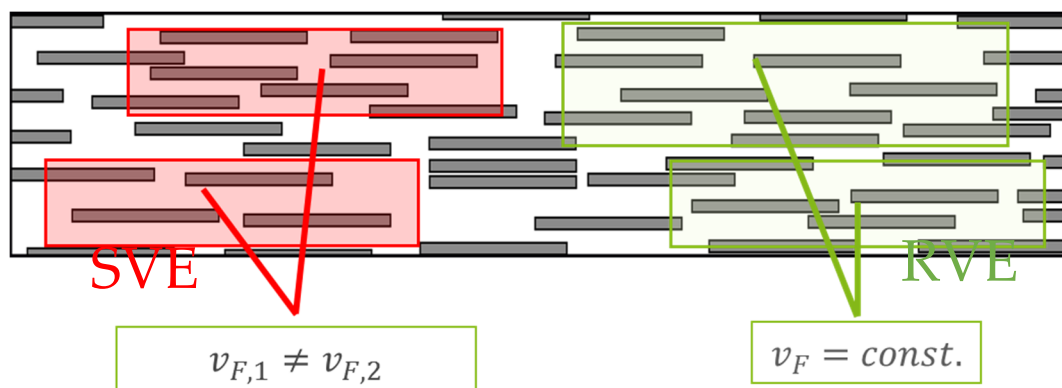 SVE
RVE
v_{F,1} ≠ v_{F,2}
v_F = const.